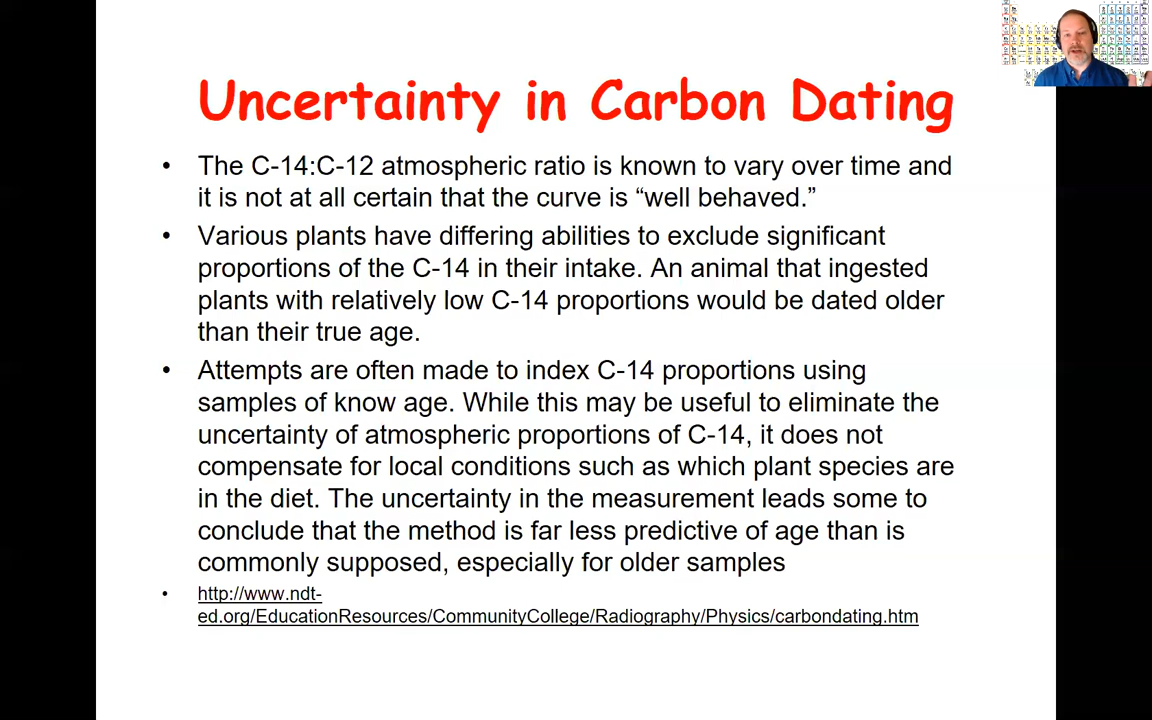 Uncertainty in Carbon Dating
• The C-14:C-12 atmospheric ratio is known to vary over time and
it is not at all certain that the curve is “well behaved.”
• Various plants have differing abilities to exclude significant
proportions of the C-14 in their intake. An animal that ingested
plants with relatively low C-14 proportions would be dated older
than their true age.
• Attempts are often made to index C-14 proportions using
samples of know age. While this may be useful to eliminate the
uncertainty of atmospheric proportions of C-14, it does not
compensate for local conditions such as which plant species are
in the diet. The uncertainty in the measurement leads some to
conclude that the method is far less predictive of age than is
commonly supposed, especially for older samples
• http://www.ndt-
ed.org/EducationResources/CommunityCollege/Radiography/Physics/carbondating.htm